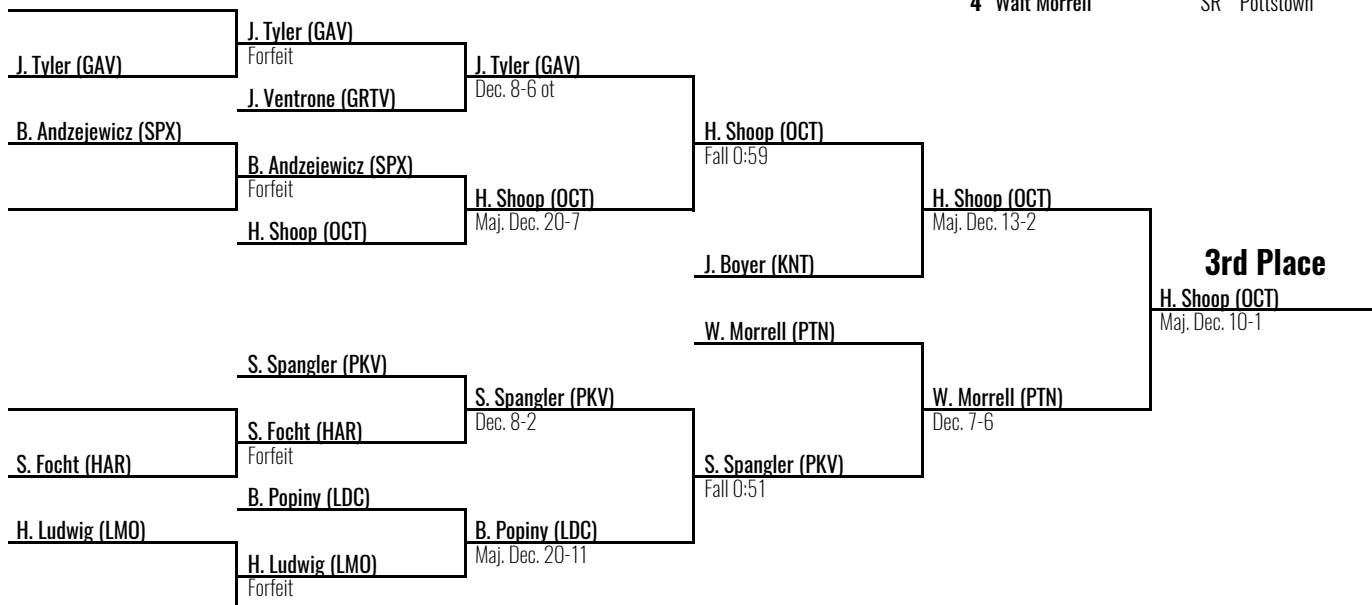 4 Walt Morrell SR Pottstown
J. Tyler (GAV)
Forfeit
J. Tyler (GAV)
J. Tyler (GAV)
Dec. 8-6 ot
J. Ventrone (GRTV)
B. Andzejewicz (SPX)
H. Shoop (OCT)
Fall 0:59
B. Andzejewicz (SPX)
Forfeit
H. Shoop (OCT)
Maj. Dec. 20-7
H. Shoop (OCT)
Maj. Dec. 13-2
H. Shoop (OCT)
J. Boyer (KNT)
3rd Place
H. Shoop (OCT)
Maj. Dec. 10-1
W. Morrell (PTN)
S. Spangler (PKV)
S. Spangler (PKV)
Dec. 8-2
W. Morrell (PTN)
Dec. 7-6
S. Focht (HAR)
Forfeit
S. Focht (HAR)
S. Spangler (PKV)
Fall 0:51
B. Popiny (LDC)
H. Ludwig (LMO)
B. Popiny (LDC)
Maj. Dec. 20-11
H. Ludwig (LMO)
Forfeit